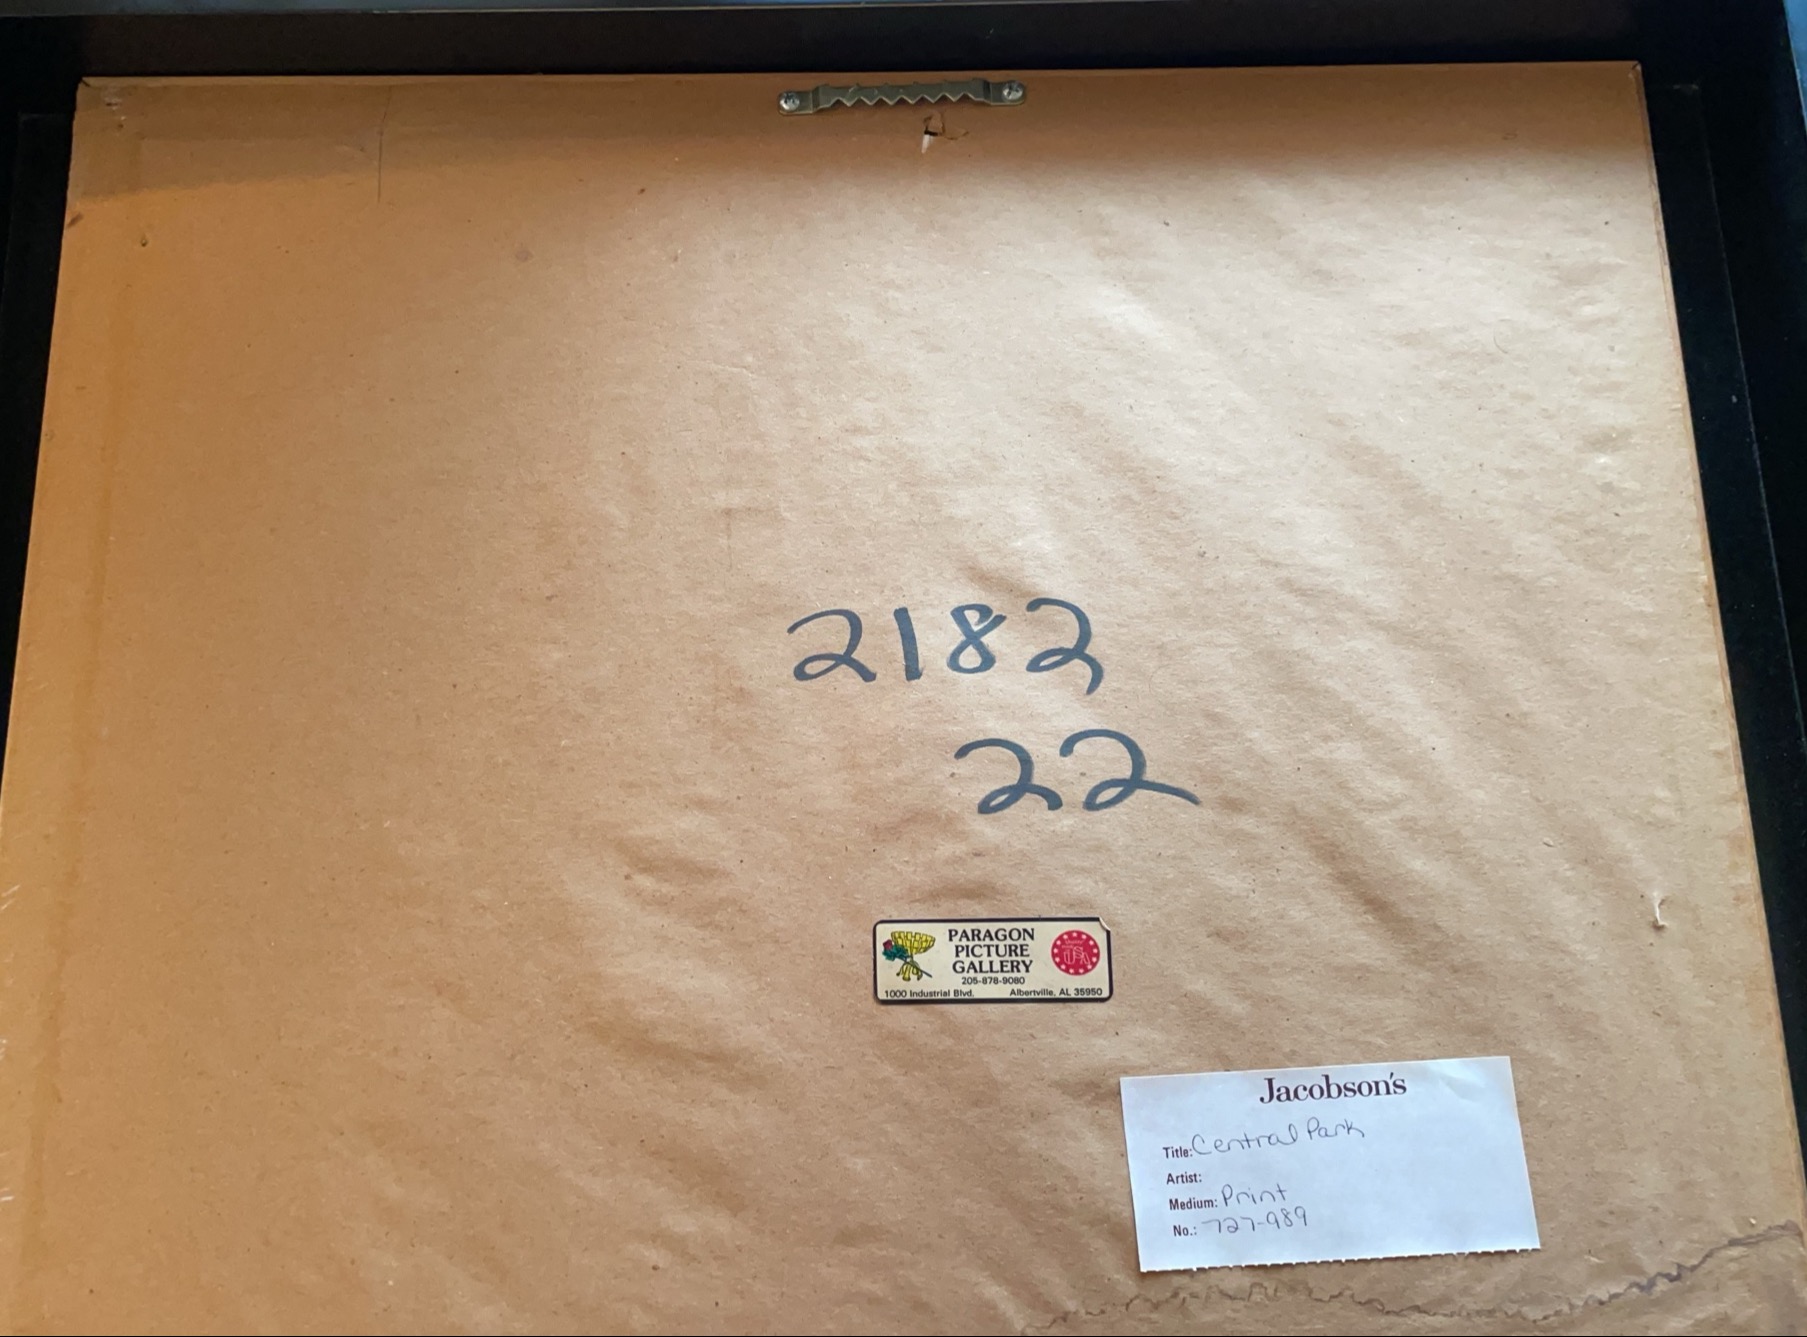 2182
22
PARAGON
PICTURE
GALLERY
205-878-9080
1000 Industrial Blvd. Albertville, AL 35950
USA
Jacobson's
Title: Central Park
Artist:
Medium: Print
No.: 727-989